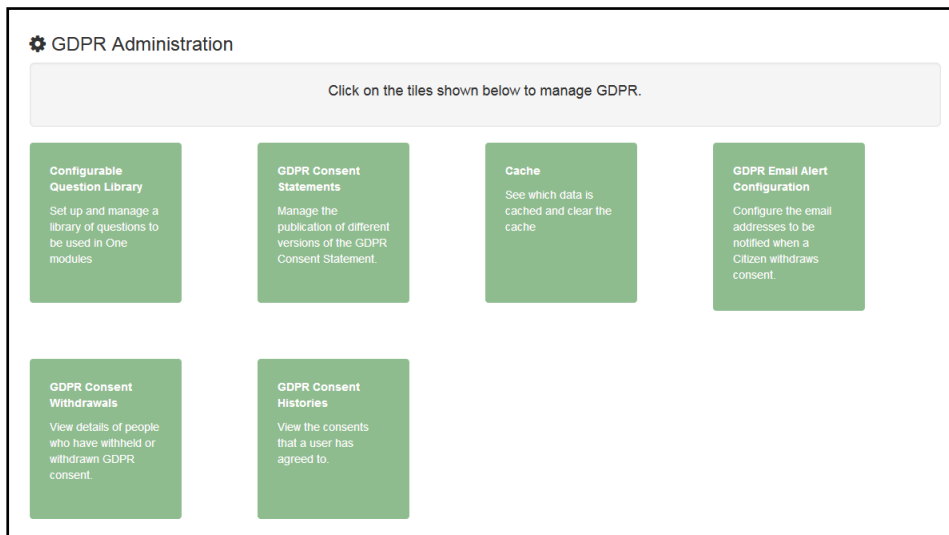 GDPR Administration
Click on the tiles shown below to manage GDPR.
Configurable
Question Library
Set up and manage a
library of questions to
be used in One
modules
GDPR Consent
Statements
Manage the
publication of different
versions of the GDPR
Consent Statement.
Cache
See which data is
cached and clear the
cache
GDPR Email Alert
Configuration
Configure the email
addresses to be
notified when a
Citizen withdraws
consent.
GDPR Consent
Withdrawals
View details of people
who have withheld or
withdrawn GDPR
consent.
GDPR Consent
Histories
View the consents
that a user has
agreed to.